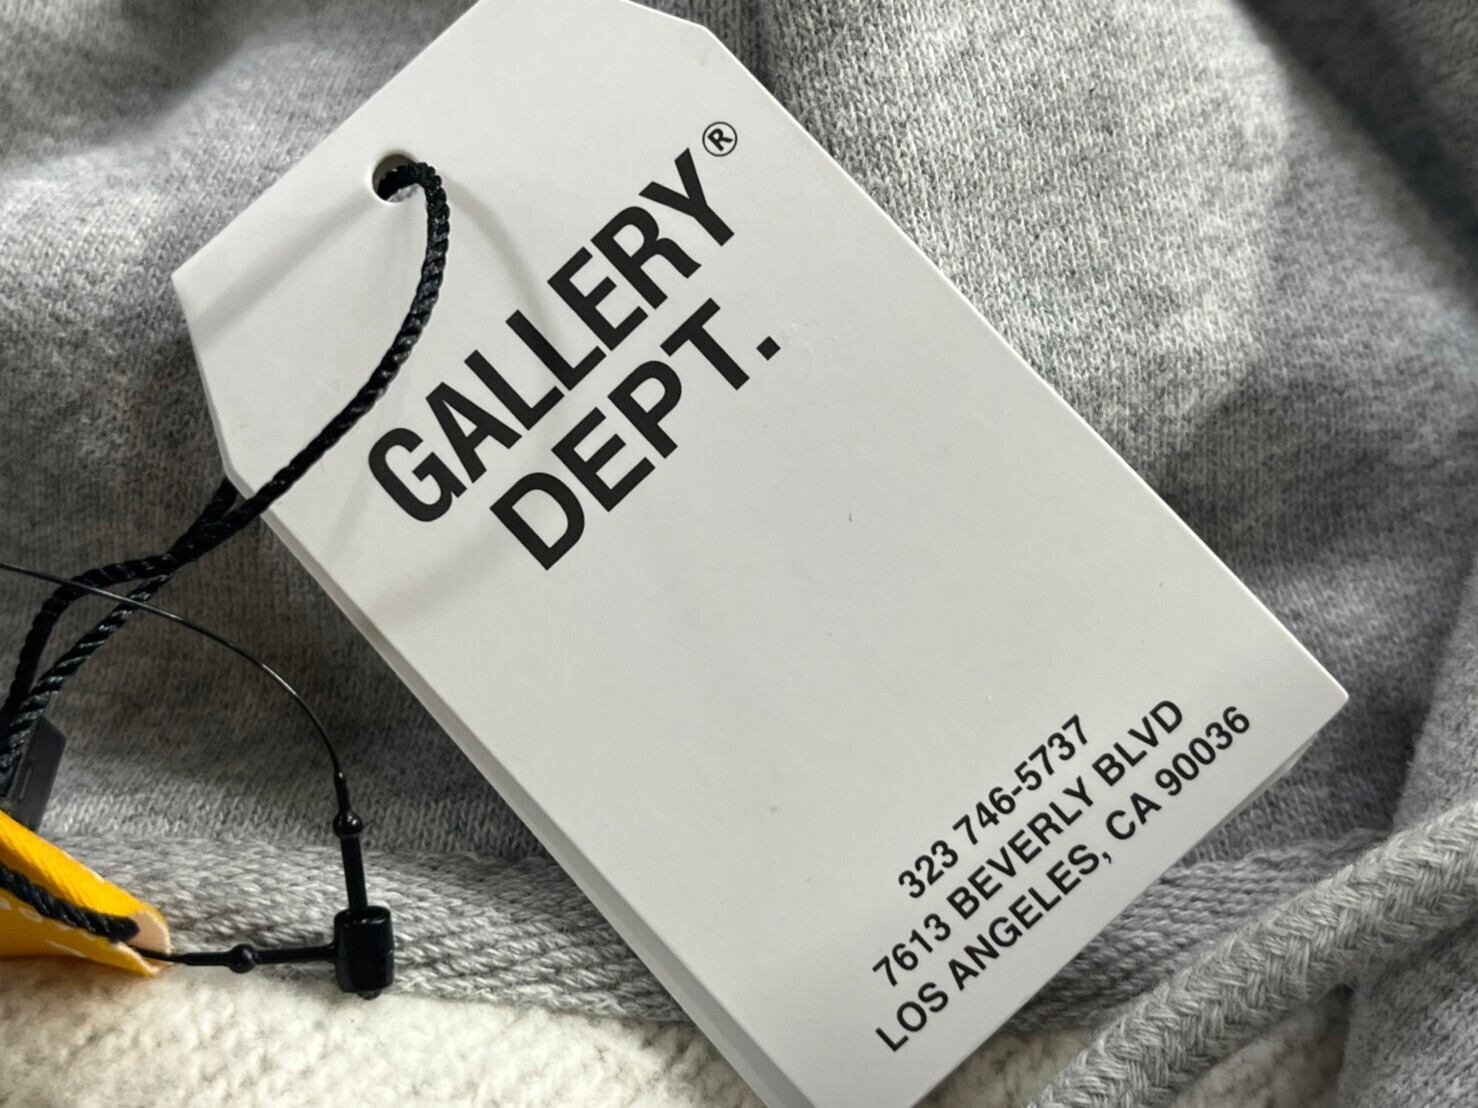 GALLERY®
DEPT.
323 746-5737
7613 BEVERLY BLVD
LOS ANGELES, CA 90036